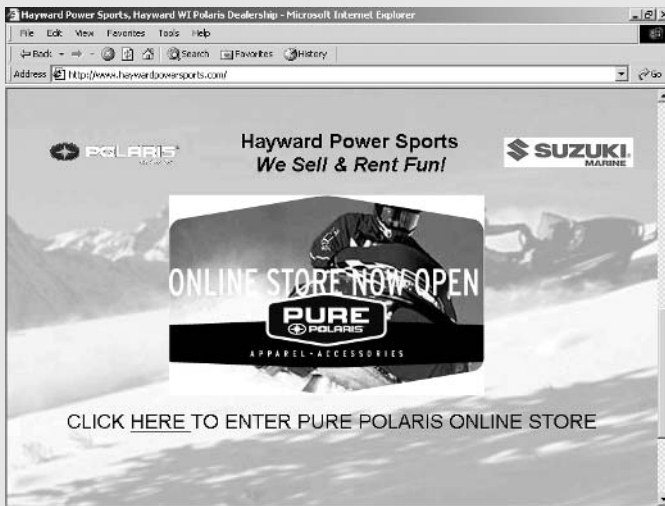 Hayward Power Sports, Hayward WI Polaris Dealership - Microsoft Internet Explorer
File Edit View Favorites Tools Help
Back Search Favorites History
Address http://www.haywardpowersports.com/ Go
POLARIS
Hayward Power Sports
We Sell & Rent Fun!
SUZUKI
MARINE
ONLINE STORE NOW OPEN
PURE
POLARIS
APPAREL - ACCESSORIES
CLICK HERE TO ENTER PURE POLARIS ONLINE STORE